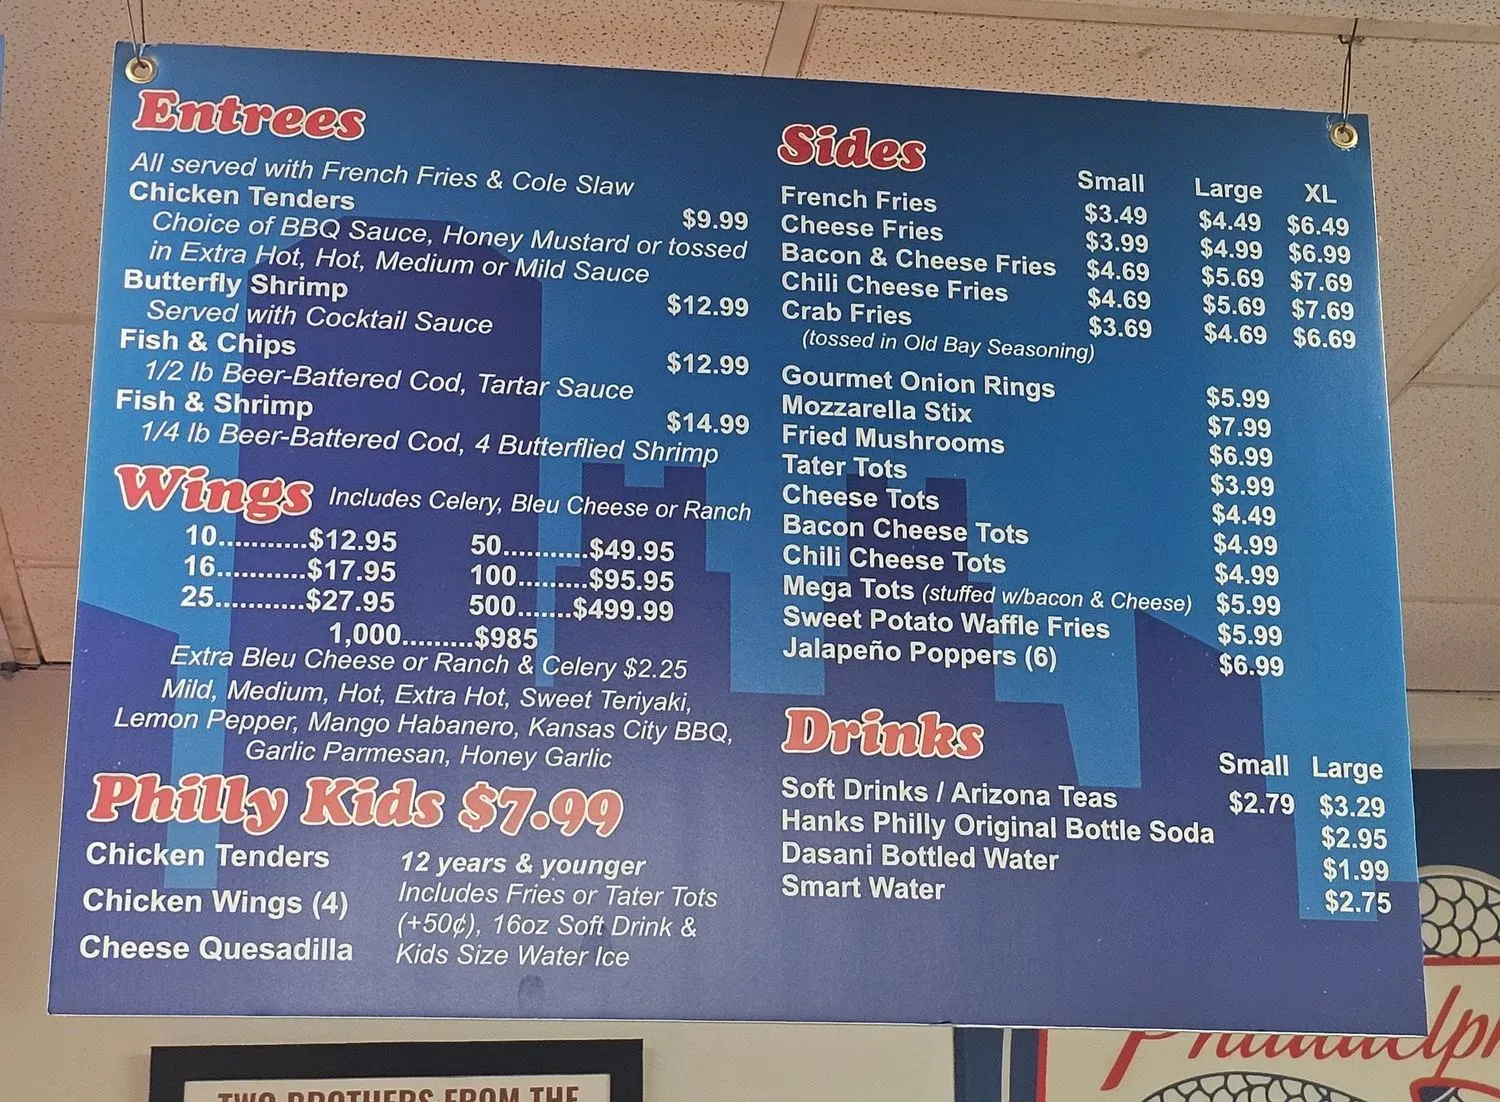 Entrees
All served with French Fries & Cole Slaw
Chicken Tenders $9.99
Choice of BBQ Sauce, Honey Mustard or tossed
in Extra Hot, Hot, Medium or Mild Sauce
Butterfly Shrimp $12.99
Served with Cocktail Sauce
Fish & Chips $12.99
1/2 lb Beer-Battered Cod, Tartar Sauce
Fish & Shrimp $14.99
1/4 lb Beer-Battered Cod, 4 Butterflied Shrimp
Wings Includes Celery, Bleu Cheese or Ranch
10...........$12.95 50...........$49.95
16...........$17.95 100.........$95.95
25...........$27.95 500.......$499.99
1,000.........$985
Extra Bleu Cheese or Ranch & Celery $2.25
Mild, Medium, Hot, Extra Hot, Sweet Teriyaki,
Lemon Pepper, Mango Habanero, Kansas City BBQ,
Garlic Parmesan, Honey Garlic
Philly Kids $7.99
Chicken Tenders
Chicken Wings (4)
Cheese Quesadilla
12 years & younger
Includes Fries or Tater Tots
(+50¢), 16oz Soft Drink &
Kids Size Water Ice
Sides
Small Large XL
French Fries $3.49 $4.49 $6.49
Cheese Fries $3.99 $4.99 $6.99
Bacon & Cheese Fries $4.69 $5.69 $7.69
Chili Cheese Fries $4.69 $5.69 $7.69
Crab Fries $3.69 $4.69 $6.69
(tossed in Old Bay Seasoning)
Gourmet Onion Rings $5.99
Mozzarella Stix $7.99
Fried Mushrooms $6.99
Tater Tots $3.99
Cheese Tots $4.49
Bacon Cheese Tots $4.99
Chili Cheese Tots $4.99
Mega Tots (stuffed w/bacon & Cheese) $5.99
Sweet Potato Waffle Fries $5.99
Jalapeño Poppers (6) $6.99
Drinks
Small Large
Soft Drinks / Arizona Teas $2.79 $3.29
Hanks Philly Original Bottle Soda $2.95
Dasani Bottled Water $1.99
Smart Water $2.75
TWO BROTHERS FROM THE